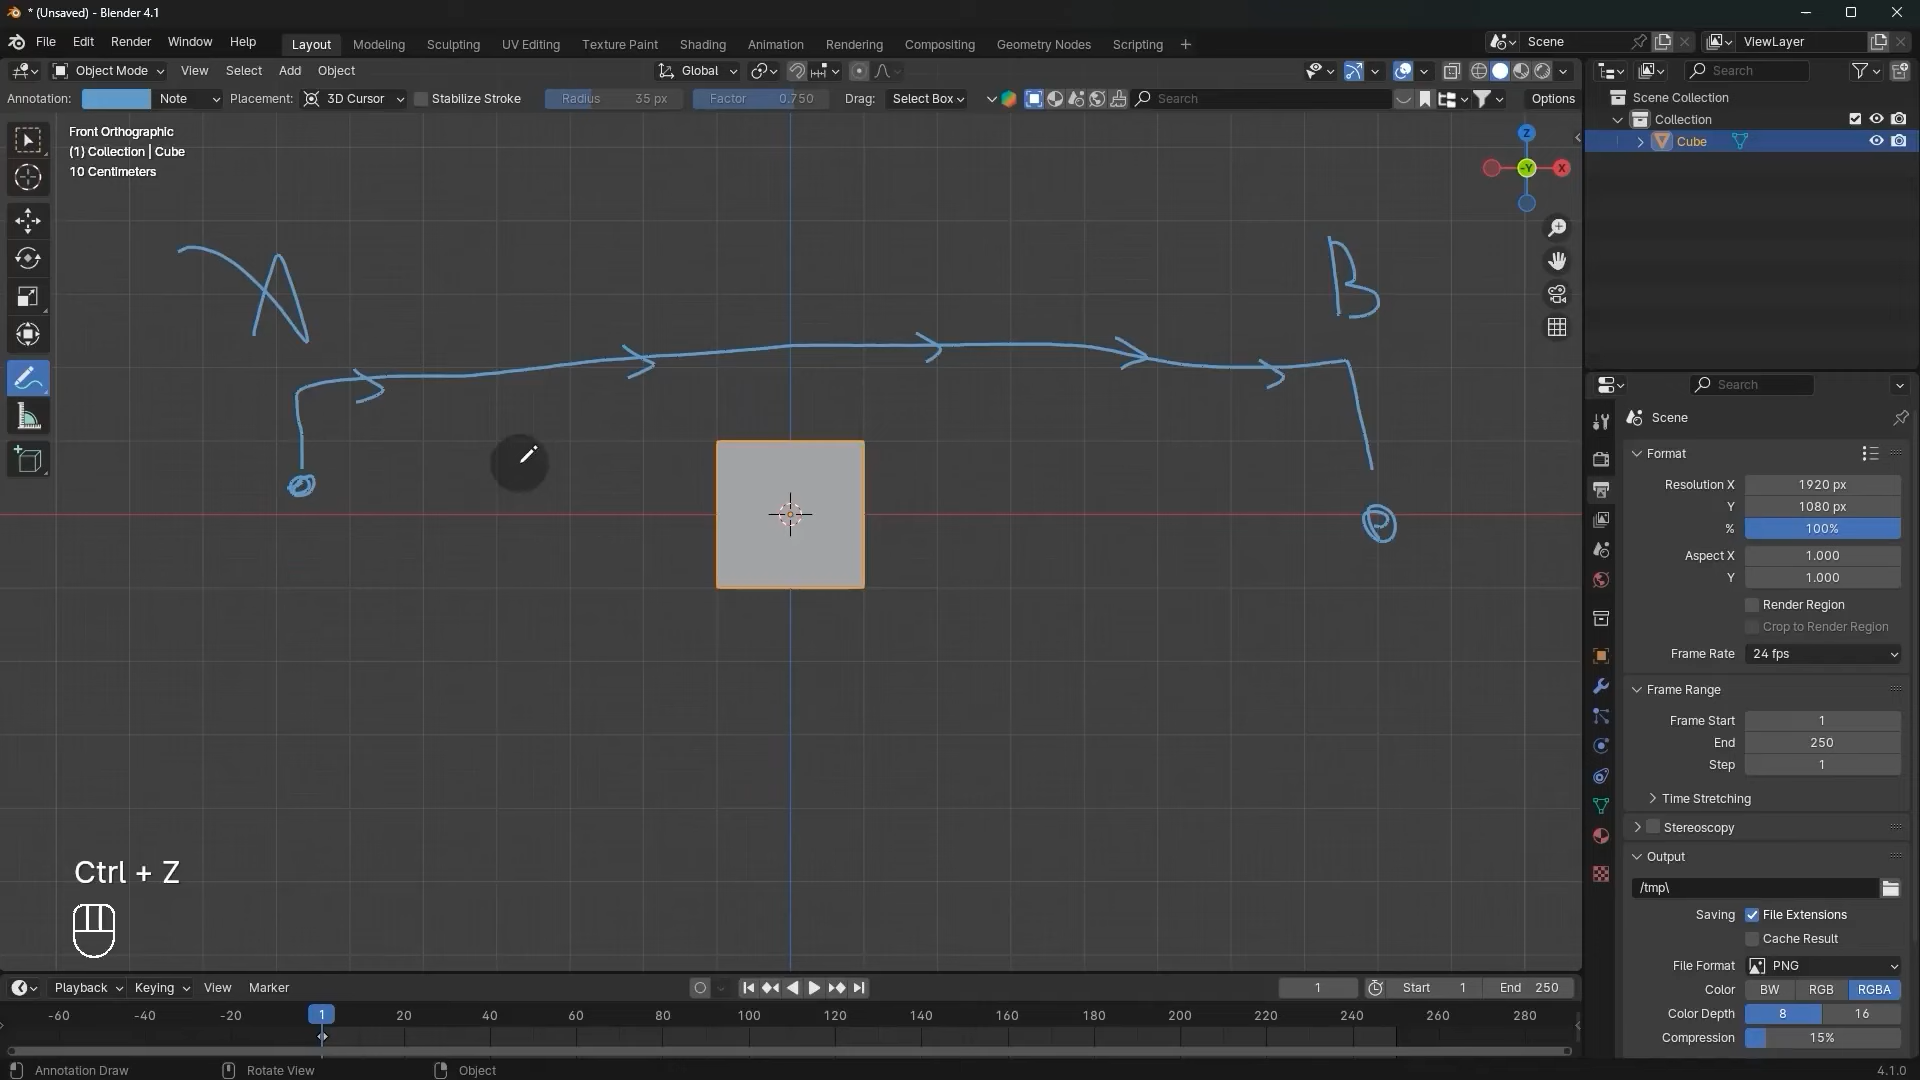 * (Unsaved) - Blender 4.1
File Edit Render Window Help Layout Modeling Sculpting UV Editing Texture Paint Shading Animation Rendering Compositing Geometry Nodes Scripting + Scene ViewLayer
Object Mode View Select Add Object Global Search
Annotation: Note Placement: 3D Cursor Stabilize Stroke Radius 35 px Factor 0.750 Drag: Select Box Search Options
Scene Collection
Collection
Cube
Front Orthographic
(1) Collection | Cube
10 Centimeters
Z
-Y
X
A
B
Search
Scene
Format
Resolution X 1920 px
Y 1080 px
% 100%
Aspect X 1.000
Y 1.000
Render Region
Crop to Render Region
Frame Rate 24 fps
Frame Range
Frame Start 1
End 250
Step 1
Time Stretching
Stereoscopy
Output
/tmp\
Saving File Extensions
Cache Result
File Format PNG
Color BW RGB RGBA
Color Depth 8 16
Compression 15%
Ctrl + Z
Playback Keying View Marker 1 Start 1 End 250
-60 -40 -20 1 20 40 60 80 100 120 140 160 180 200 220 240 260 280
Annotation Draw Rotate View Object 4.1.0